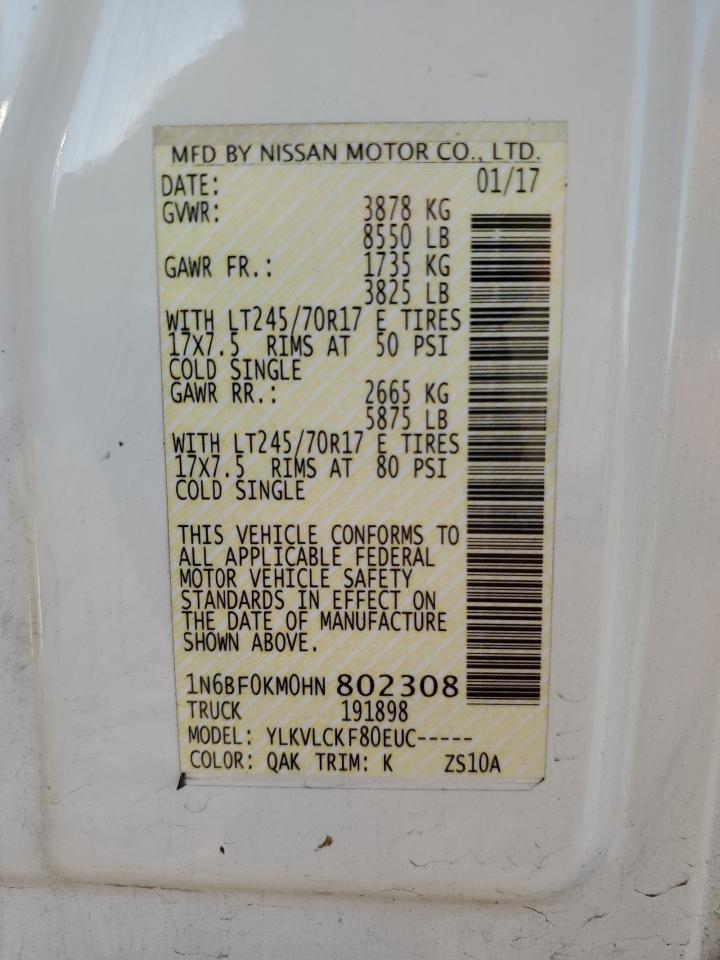 MFD BY NISSAN MOTOR CO., LTD.
DATE: 01/17
GVWR: 3878 KG
8550 LB
GAWR FR.: 1735 KG
3825 LB
WITH LT245/70R17 E TIRES
17X7.5 RIMS AT 50 PSI
COLD SINGLE
GAWR RR.: 2665 KG
5875 LB
WITH LT245/70R17 E TIRES
17X7.5 RIMS AT 80 PSI
COLD SINGLE
THIS VEHICLE CONFORMS TO
ALL APPLICABLE FEDERAL
MOTOR VEHICLE SAFETY
STANDARDS IN EFFECT ON
THE DATE OF MANUFACTURE
SHOWN ABOVE.
1N6BF0KM0HN 802308
TRUCK 191898
MODEL: YLKVLCKF80EUC-----
COLOR: QAK TRIM: K ZS10A